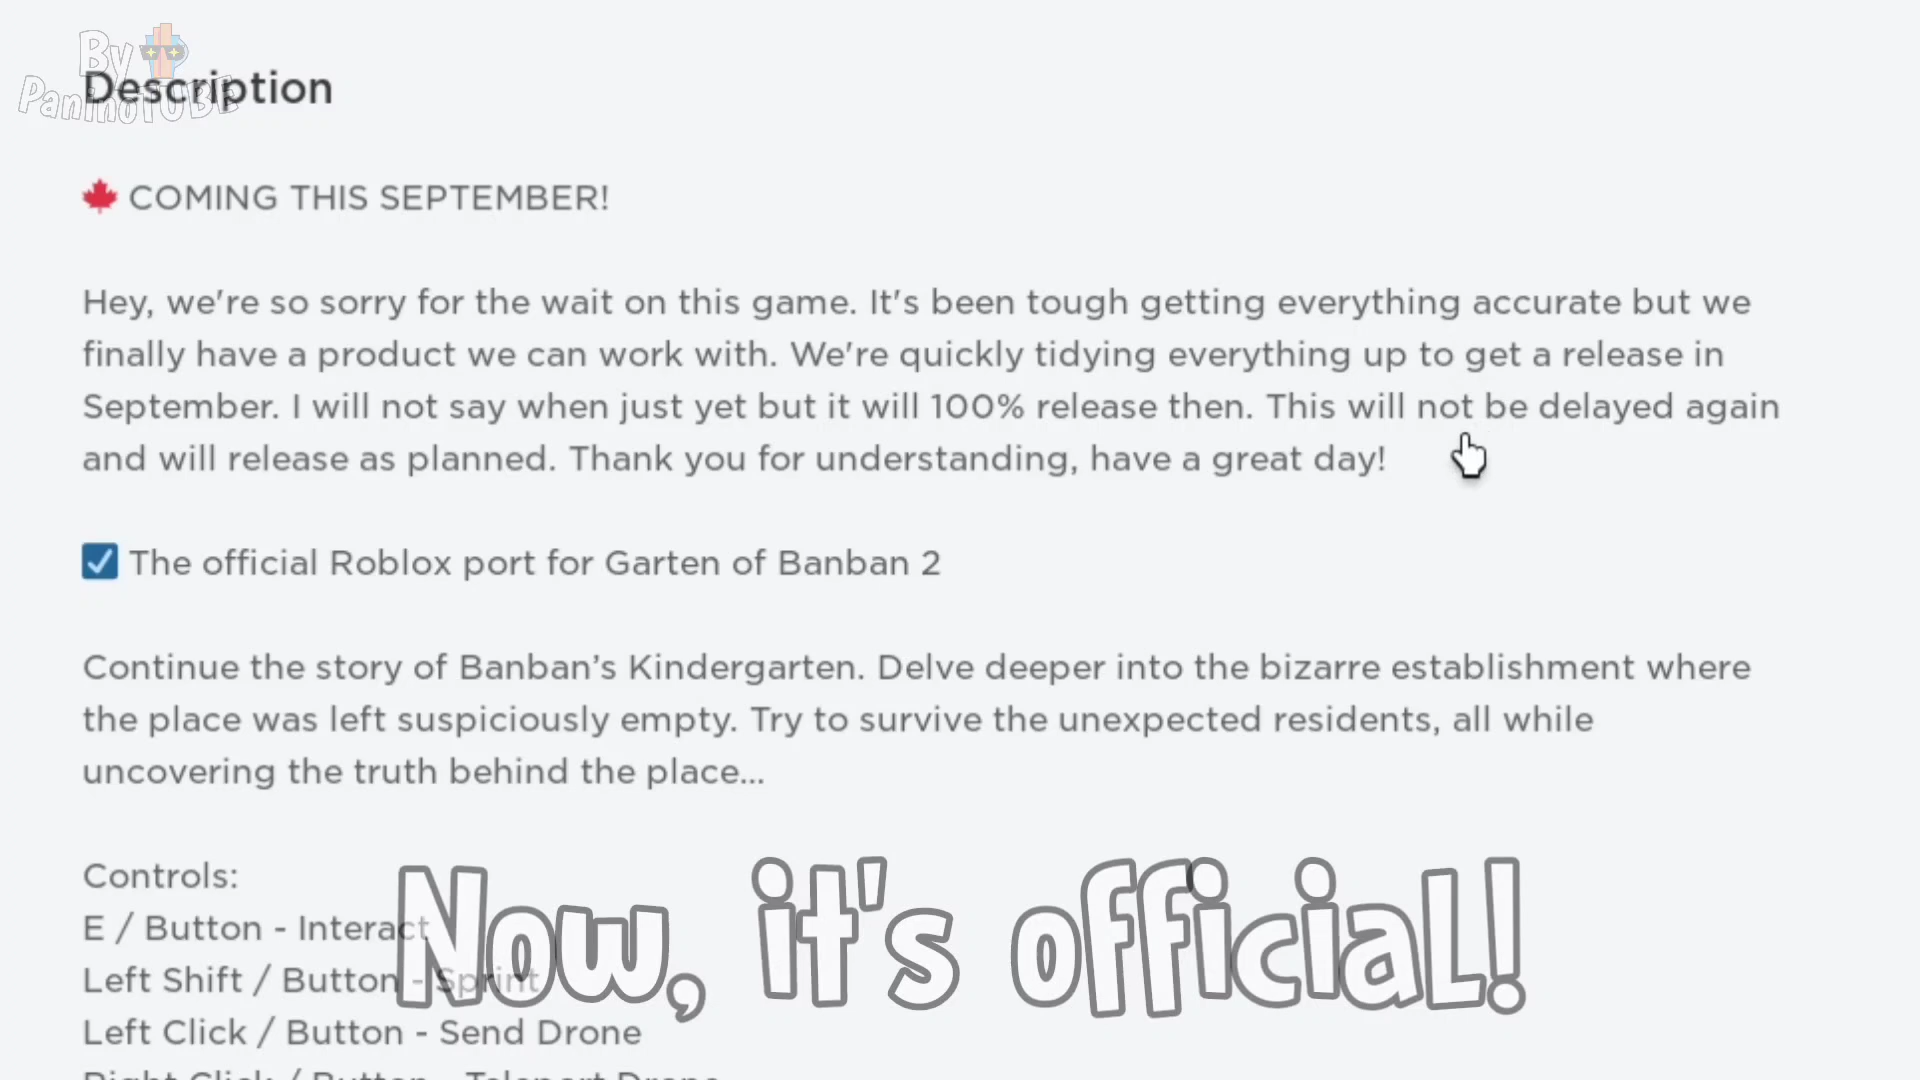 By
PaninoTUBE
Description
COMING THIS SEPTEMBER!
Hey, we're so sorry for the wait on this game. It's been tough getting everything accurate but we
finally have a product we can work with. We're quickly tidying everything up to get a release in
September. I will not say when just yet but it will 100% release then. This will not be delayed again
and will release as planned. Thank you for understanding, have a great day!
The official Roblox port for Garten of Banban 2
Continue the story of Banban’s Kindergarten. Delve deeper into the bizarre establishment where
the place was left suspiciously empty. Try to survive the unexpected residents, all while
uncovering the truth behind the place...
Controls:
E / Button - Interact
Left Shift / Button - Sprint
Left Click / Button - Send Drone
Right Click / Button - Teleport Drone
Now, it's official!